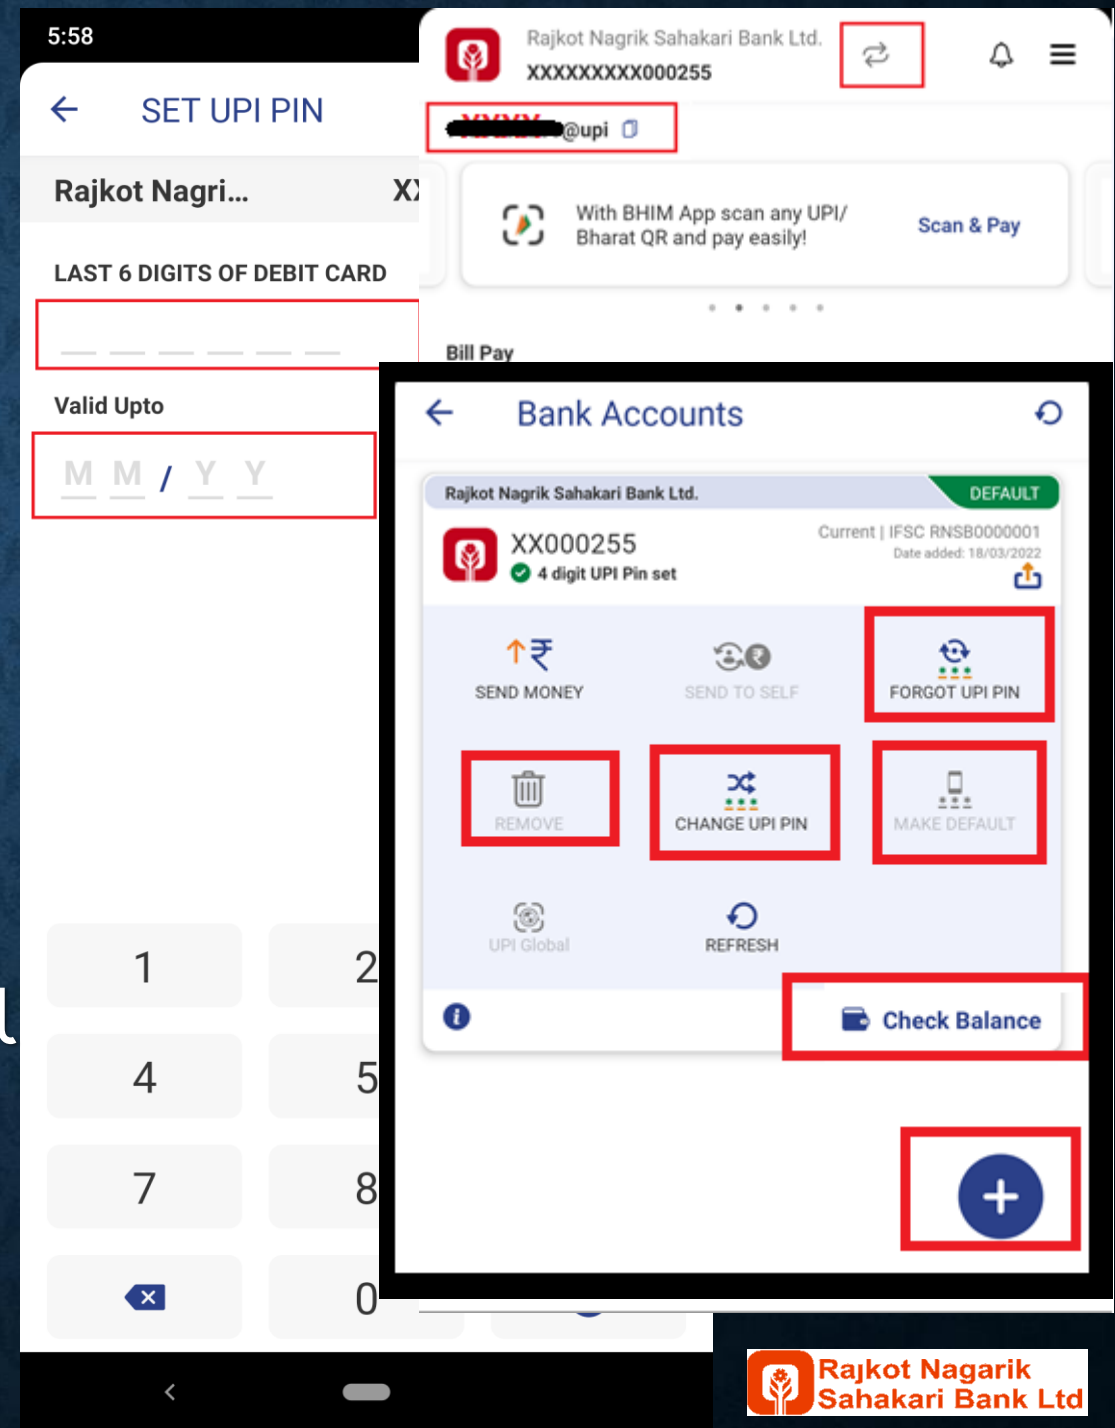 5:58
SET UPI PIN
Rajkot Nagri...
LAST 6 DIGITS OF DEBIT CARD
Valid Upto
M M / Y Y
1
2
4
5
7
8
0
Rajkot Nagrik Sahakari Bank Ltd.
XXXXXXXXX000255
@upi
With BHIM App scan any UPI/
Bharat QR and pay easily!
Scan & Pay
Bill Pay
Bank Accounts
Rajkot Nagrik Sahakari Bank Ltd.
DEFAULT
XX000255
Current | IFSC RNSB0000001
Date added: 18/03/2022
4 digit UPI Pin set
SEND MONEY
SEND TO SELF
FORGOT UPI PIN
REMOVE
CHANGE UPI PIN
MAKE DEFAULT
UPI Global
REFRESH
Check Balance
Rajkot Nagarik
Sahakari Bank Ltd